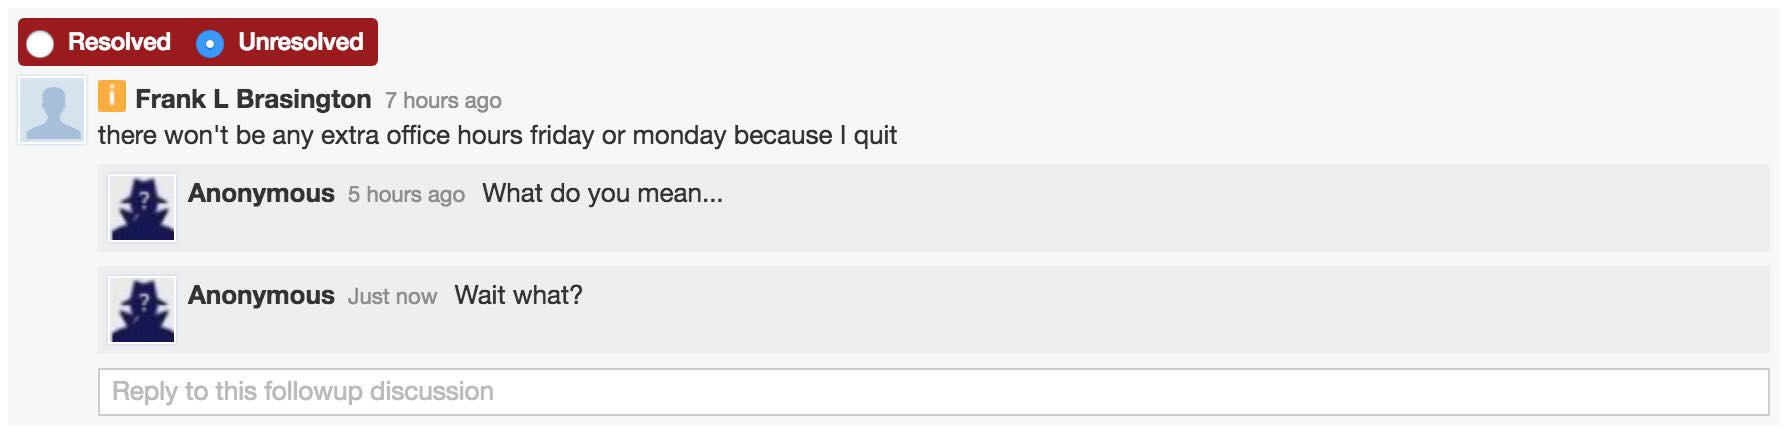 Resolved Unresolved
i Frank L Brasington 7 hours ago
there won't be any extra office hours friday or monday because I quit
? Anonymous 5 hours ago What do you mean...
? Anonymous Just now Wait what?
Reply to this followup discussion